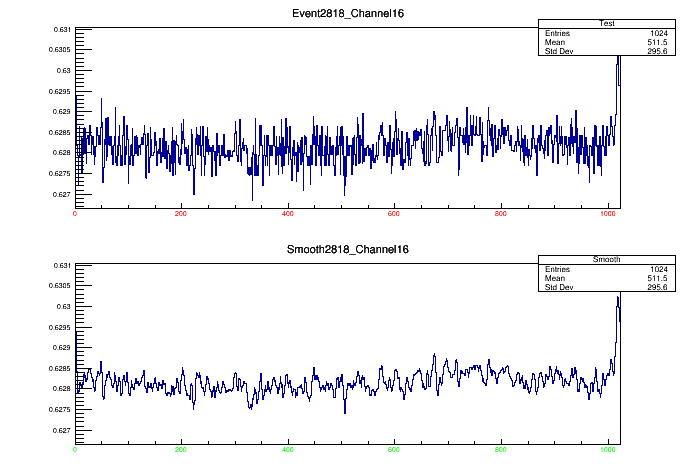 Event2818_Channel16
Test
Entries 1024
Mean 511.5
Std Dev 295.6
0.631
0.6305
0.63
0.6295
0.629
0.6285
0.628
0.6275
0.627
0 200 400 600 800 1000
Smooth2818_Channel16
Smooth
Entries 1024
Mean 511.5
Std Dev 295.6
0.631
0.6305
0.63
0.6295
0.629
0.6285
0.628
0.6275
0.627
0 200 400 600 800 1000